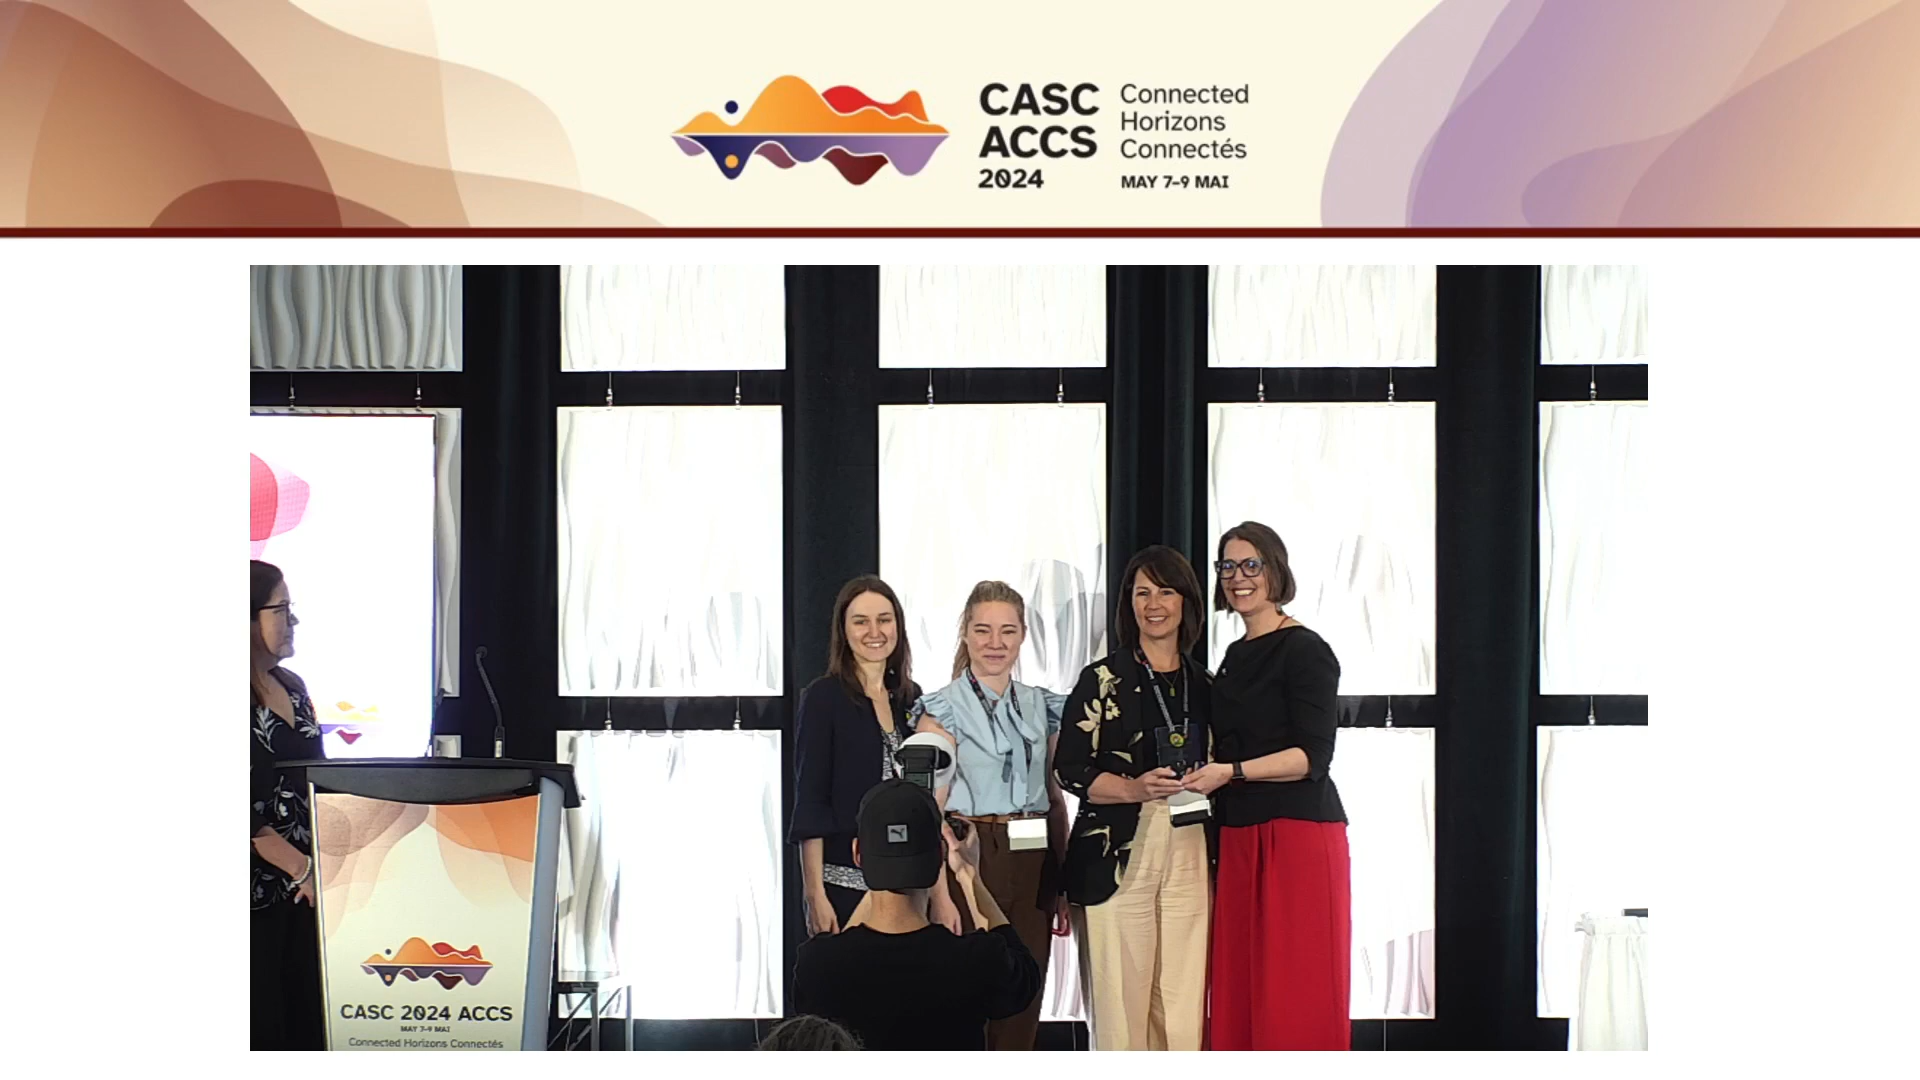 CASC
ACCS
2024
Connected
Horizons
Connectés
MAY 7–9 MAI
CASC 2024 ACCS
MAY 7-9 MAI
Connected Horizons Connectés